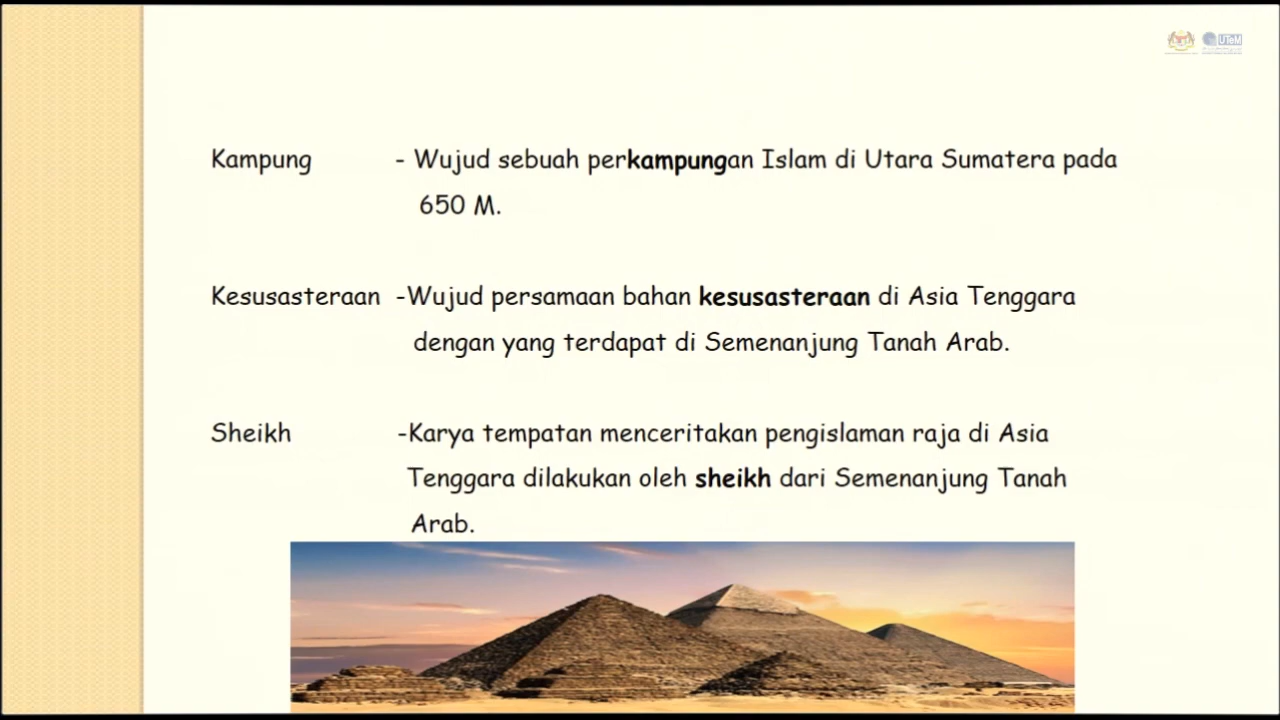 UTeM
Kampung - Wujud sebuah perkampungan Islam di Utara Sumatera pada
650 M.
Kesusasteraan -Wujud persamaan bahan kesusasteraan di Asia Tenggara
dengan yang terdapat di Semenanjung Tanah Arab.
Sheikh -Karya tempatan menceritakan pengislaman raja di Asia
Tenggara dilakukan oleh sheikh dari Semenanjung Tanah
Arab.